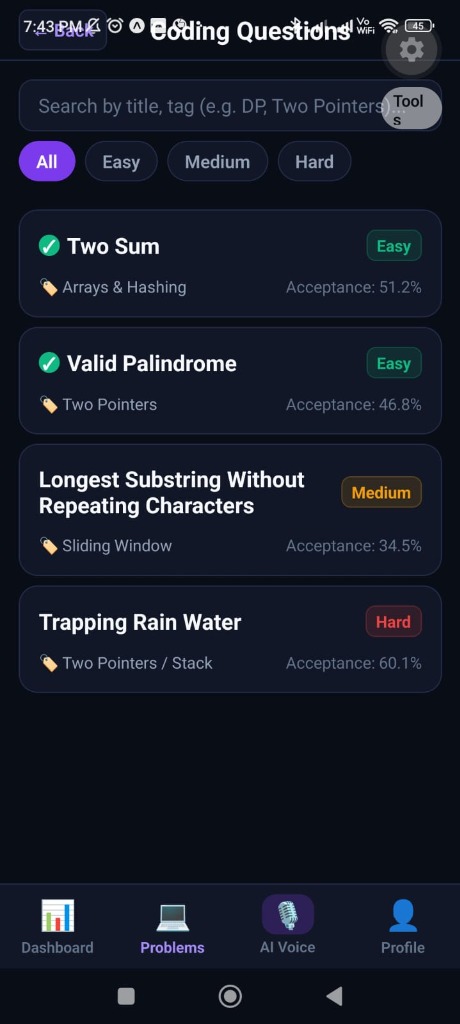 7:43 PM
Vo
WiFi
45
← Back
Coding Questions
Search by title, tag (e.g. DP, Two Pointers)...
Tool
s
All
Easy
Medium
Hard
Two Sum
Easy
Arrays & Hashing
Acceptance: 51.2%
Valid Palindrome
Easy
Two Pointers
Acceptance: 46.8%
Longest Substring Without
Repeating Characters
Medium
Sliding Window
Acceptance: 34.5%
Trapping Rain Water
Hard
Two Pointers / Stack
Acceptance: 60.1%
Dashboard
Problems
AI Voice
Profile